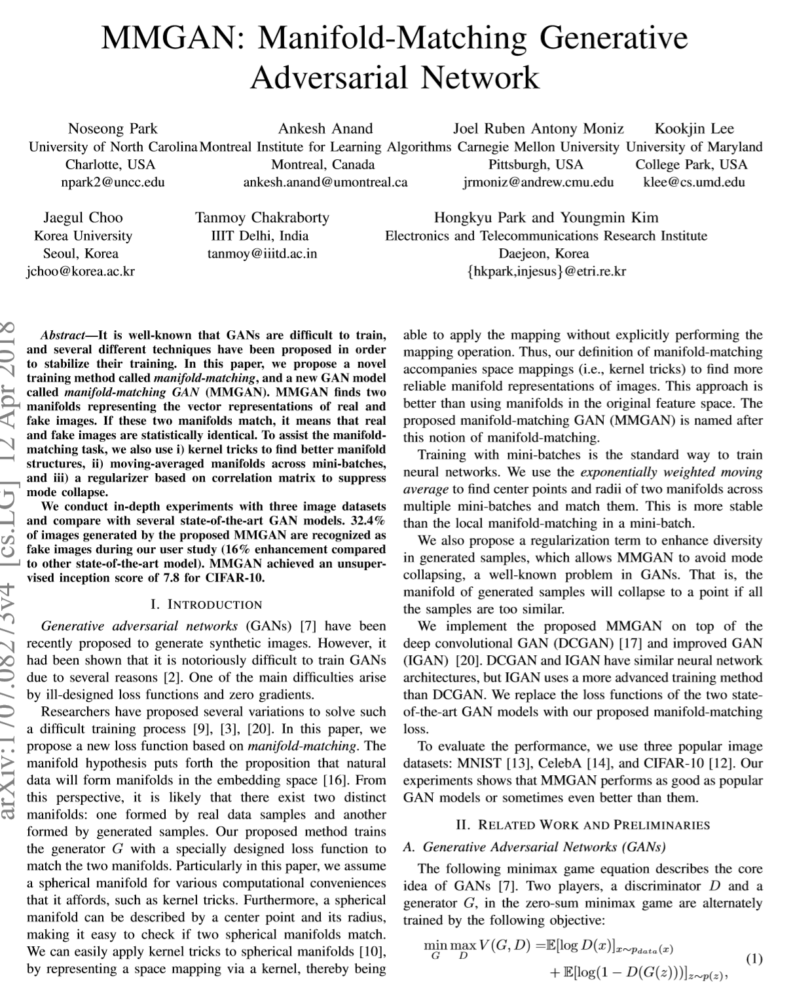 MMGAN: Manifold-Matching Generative
Adversarial Network
Noseong Park
University of North Carolina
Charlotte, USA
npark2@uncc.edu
Ankesh Anand
Montreal Institute for Learning Algorithms
Montreal, Canada
ankesh.anand@umontreal.ca
Joel Ruben Antony Moniz
Carnegie Mellon University
Pittsburgh, USA
jrmoniz@andrew.cmu.edu
Kookjin Lee
University of Maryland
College Park, USA
klee@cs.umd.edu
Jaegul Choo
Korea University
Seoul, Korea
jchoo@korea.ac.kr
Tanmoy Chakraborty
IIIT Delhi, India
tanmoy@iiitd.ac.in
Hongkyu Park and Youngmin Kim
Electronics and Telecommunications Research Institute
Daejeon, Korea
{hkpark,injesus}@etri.re.kr
arXiv:1707.08273v4 [cs.LG] 12 Apr 2018
Abstract—It is well-known that GANs are difficult to train,
and several different techniques have been proposed in order
to stabilize their training. In this paper, we propose a novel
training method called manifold-matching, and a new GAN model
called manifold-matching GAN (MMGAN). MMGAN finds two
manifolds representing the vector representations of real and
fake images. If these two manifolds match, it means that real
and fake images are statistically identical. To assist the manifold-
matching task, we also use i) kernel tricks to find better manifold
structures, ii) moving-averaged manifolds across mini-batches,
and iii) a regularizer based on correlation matrix to suppress
mode collapse.
We conduct in-depth experiments with three image datasets
and compare with several state-of-the-art GAN models. 32.4%
of images generated by the proposed MMGAN are recognized as
fake images during our user study (16% enhancement compared
to other state-of-the-art model). MMGAN achieved an unsuper-
vised inception score of 7.8 for CIFAR-10.
I. INTRODUCTION
Generative adversarial networks (GANs) [7] have been
recently proposed to generate synthetic images. However, it
had been shown that it is notoriously difficult to train GANs
due to several reasons [2]. One of the main difficulties arise
by ill-designed loss functions and zero gradients.
Researchers have proposed several variations to solve such
a difficult training process [9], [3], [20]. In this paper, we
propose a new loss function based on manifold-matching. The
manifold hypothesis puts forth the proposition that natural
data will form manifolds in the embedding space [16]. From
this perspective, it is likely that there exist two distinct
manifolds: one formed by real data samples and another
formed by generated samples. Our proposed method trains
the generator G with a specially designed loss function to
match the two manifolds. Particularly in this paper, we assume
a spherical manifold for various computational conveniences
that it affords, such as kernel tricks. Furthermore, a spherical
manifold can be described by a center point and its radius,
making it easy to check if two spherical manifolds match.
We can easily apply kernel tricks to spherical manifolds [10],
by representing a space mapping via a kernel, thereby being
able to apply the mapping without explicitly performing the
mapping operation. Thus, our definition of manifold-matching
accompanies space mappings (i.e., kernel tricks) to find more
reliable manifold representations of images. This approach is
better than using manifolds in the original feature space. The
proposed manifold-matching GAN (MMGAN) is named after
this notion of manifold-matching.
Training with mini-batches is the standard way to train
neural networks. We use the exponentially weighted moving
average to find center points and radii of two manifolds across
multiple mini-batches and match them. This is more stable
than the local manifold-matching in a mini-batch.
We also propose a regularization term to enhance diversity
in generated samples, which allows MMGAN to avoid mode
collapsing, a well-known problem in GANs. That is, the
manifold of generated samples will collapse to a point if all
the samples are too similar.
We implement the proposed MMGAN on top of the
deep convolutional GAN (DCGAN) [17] and improved GAN
(IGAN) [20]. DCGAN and IGAN have similar neural network
architectures, but IGAN uses a more advanced training method
than DCGAN. We replace the loss functions of the two state-
of-the-art GAN models with our proposed manifold-matching
loss.
To evaluate the performance, we use three popular image
datasets: MNIST [13], CelebA [14], and CIFAR-10 [12]. Our
experiments shows that MMGAN performs as good as popular
GAN models or sometimes even better than them.
II. RELATED WORK AND PRELIMINARIES
A. Generative Adversarial Networks (GANs)
The following minimax game equation describes the core
idea of GANs [7]. Two players, a discriminator D and a
generator G, in the zero-sum minimax game are alternately
trained by the following objective:
min_G max_D V(G, D) =𝔼[log D(x)]_{x∼p_{data}(x)}
+ 𝔼[log(1 − D(G(z)))]_{z∼p(z)}, (1)